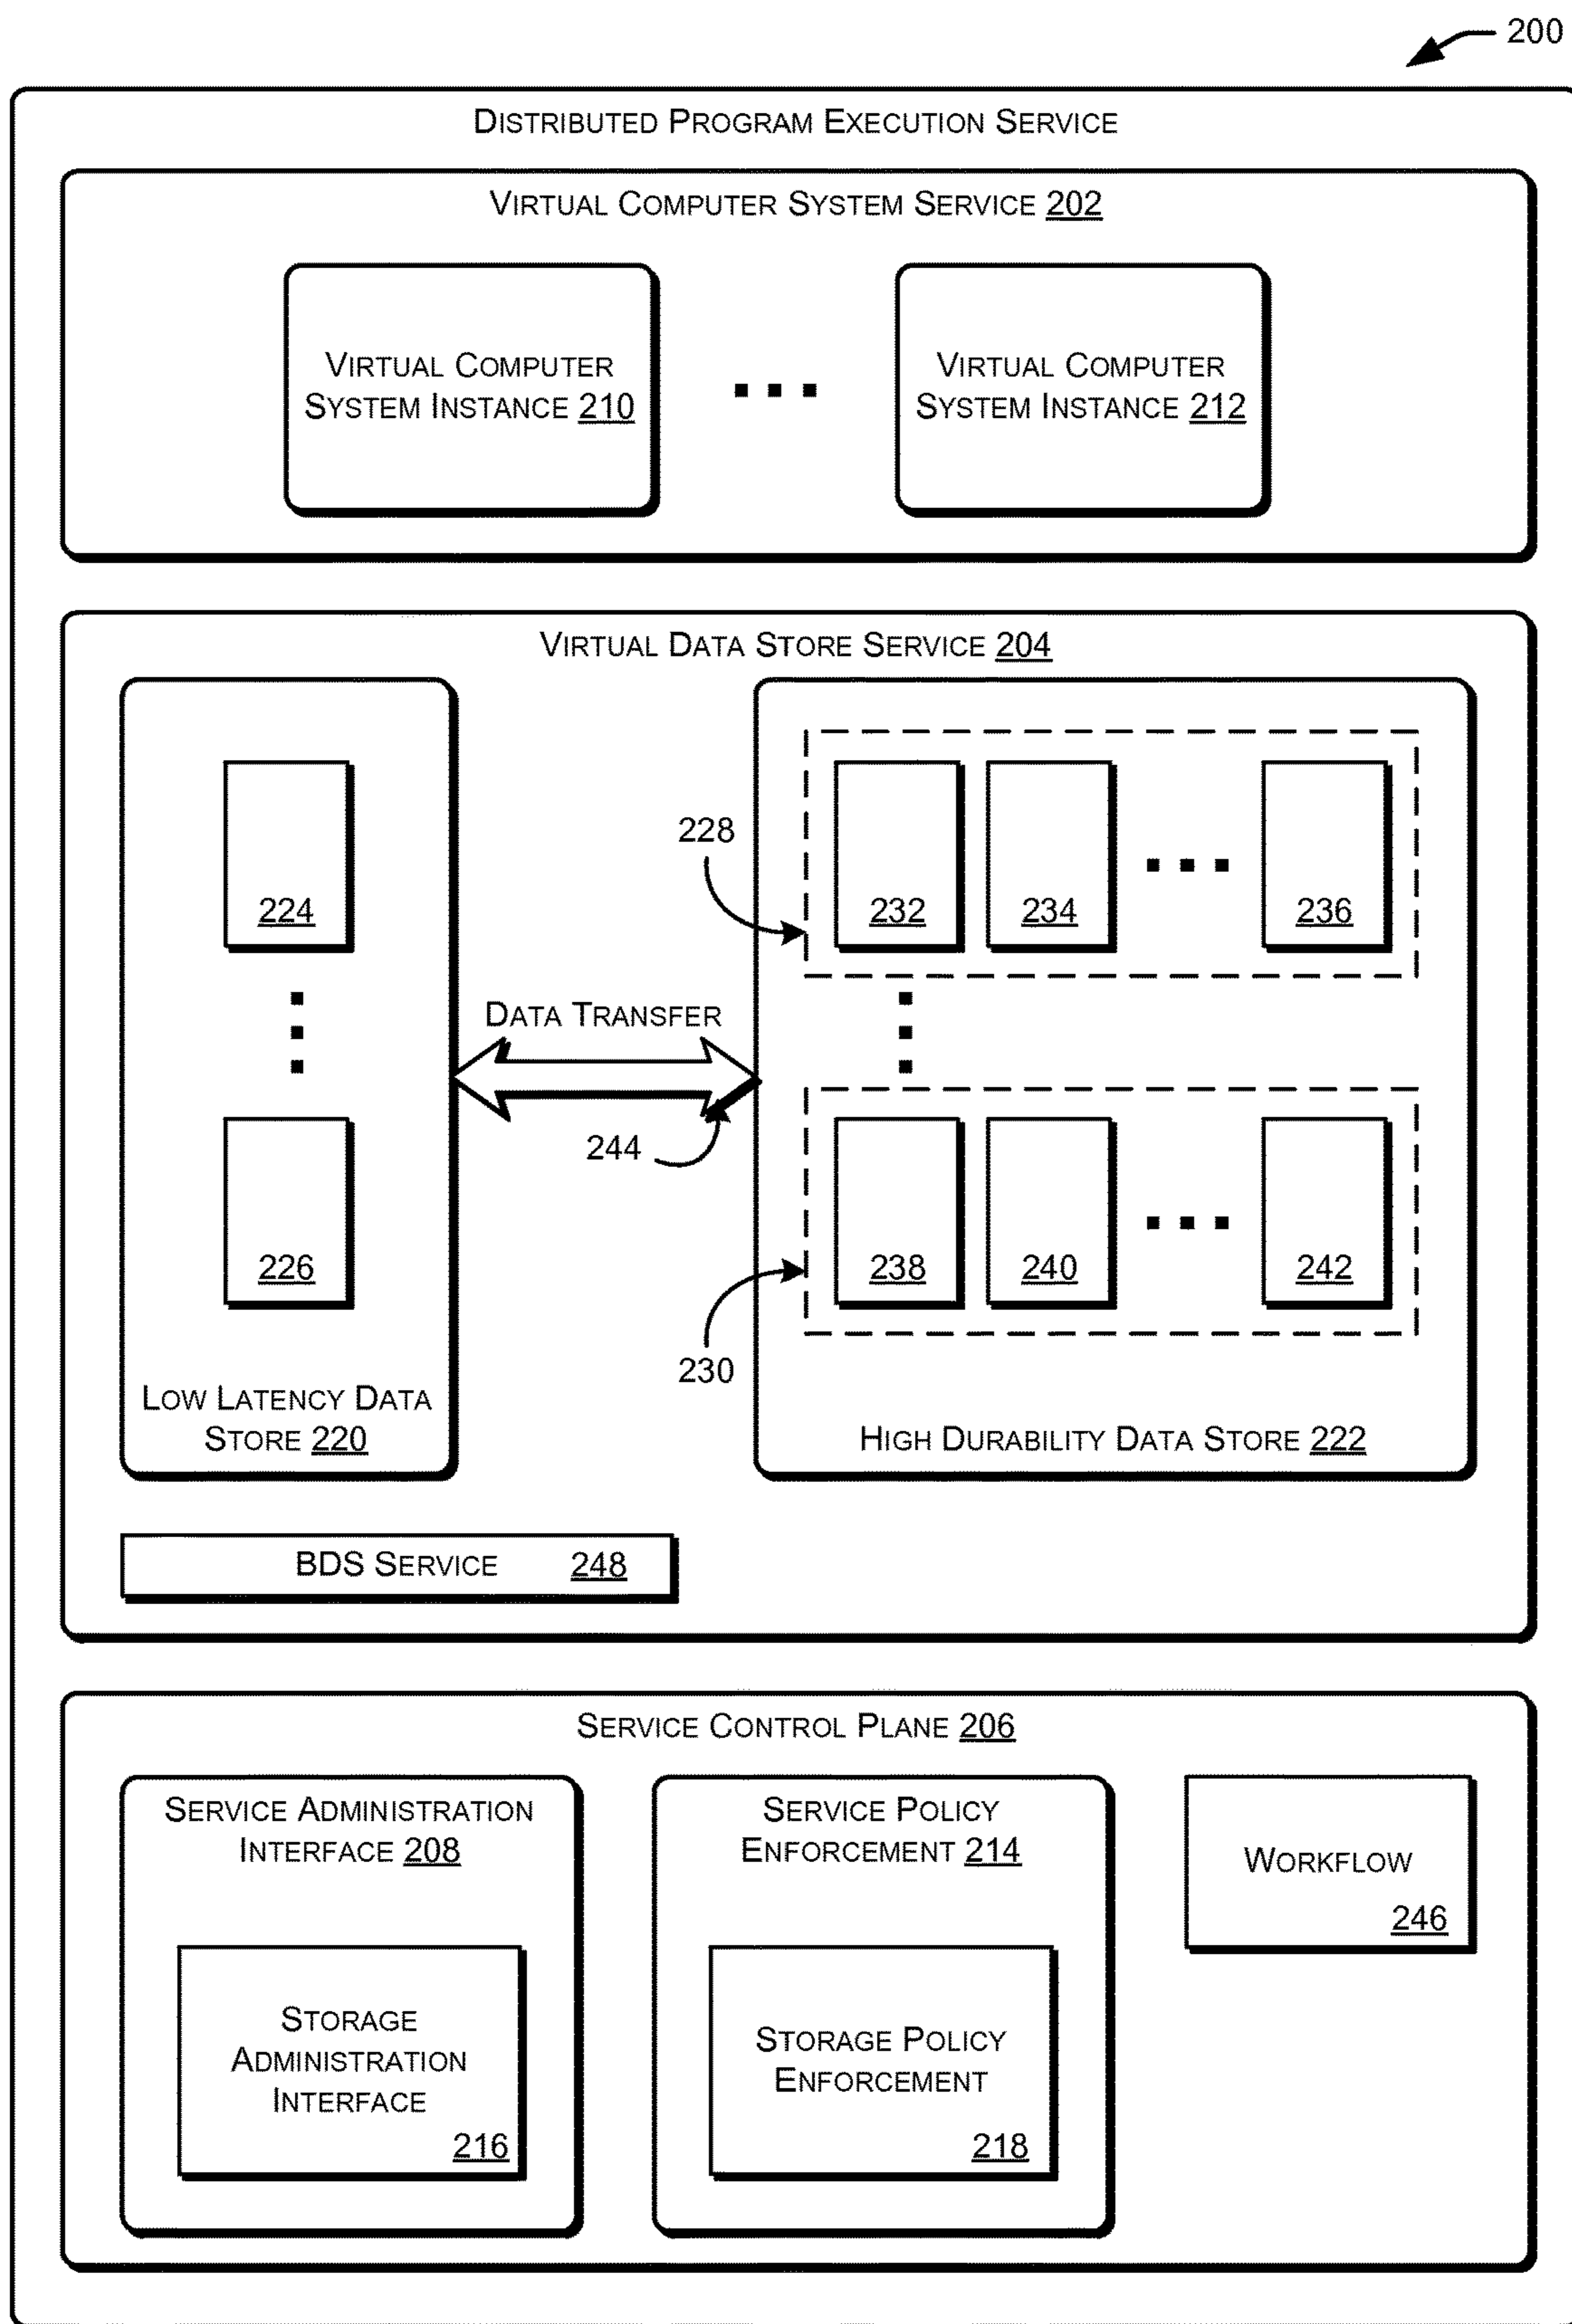 200
DISTRIBUTED PROGRAM EXECUTION SERVICE
VIRTUAL COMPUTER SYSTEM SERVICE 202
VIRTUAL COMPUTER
SYSTEM INSTANCE 210
VIRTUAL COMPUTER
SYSTEM INSTANCE 212
VIRTUAL DATA STORE SERVICE 204
224
226
LOW LATENCY DATA
STORE 220
DATA TRANSFER
244
228
232
234
236
230
238
240
242
HIGH DURABILITY DATA STORE 222
BDS SERVICE 248
SERVICE CONTROL PLANE 206
SERVICE ADMINISTRATION
INTERFACE 208
STORAGE
ADMINISTRATION
INTERFACE
216
SERVICE POLICY
ENFORCEMENT 214
STORAGE POLICY
ENFORCEMENT
218
WORKFLOW
246